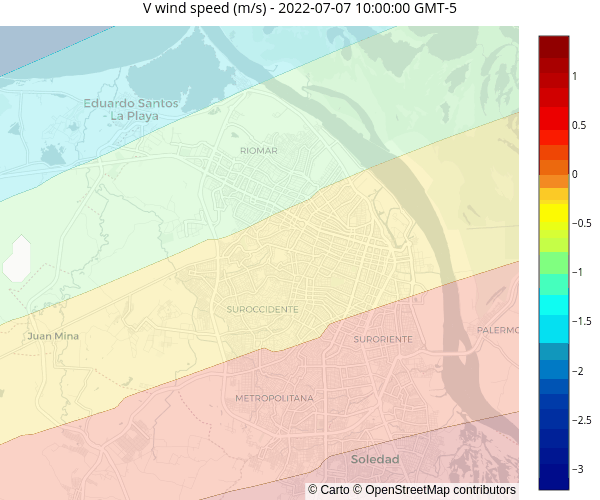 V wind speed (m/s) - 2022-07-07 10:00:00 GMT-5
Eduardo Santos
- La Playa
RIOMAR
SUROCCIDENTE
Juan Mina
SURORIENTE
PALERMO
METROPOLITANA
Soledad
© Carto © OpenStreetMap contributors
1
0.5
0
−0.5
−1
−1.5
−2
−2.5
−3